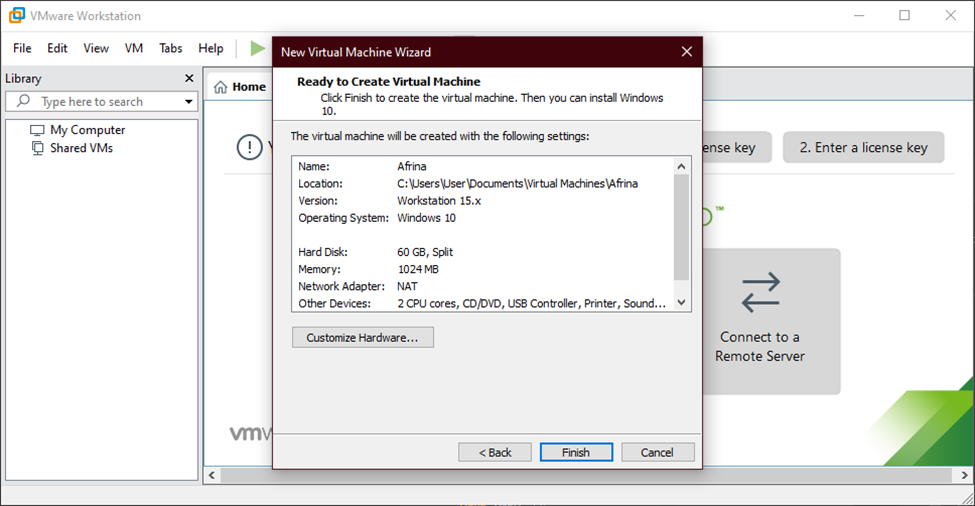 VMware Workstation
File Edit View VM Tabs Help
Library
Type here to search
My Computer
Shared VMs
Home
New Virtual Machine Wizard
Ready to Create Virtual Machine
Click Finish to create the virtual machine. Then you can install Windows
10.
The virtual machine will be created with the following settings:
Name: Afrina
Location: C:\Users\User\Documents\Virtual Machines\Afrina
Version: Workstation 15.x
Operating System: Windows 10
Hard Disk: 60 GB, Split
Memory: 1024 MB
Network Adapter: NAT
Other Devices: 2 CPU cores, CD/DVD, USB Controller, Printer, Sound...
Customize Hardware...
< Back
Finish
Cancel
key
2. Enter a license key
™
Connect to a
Remote Server